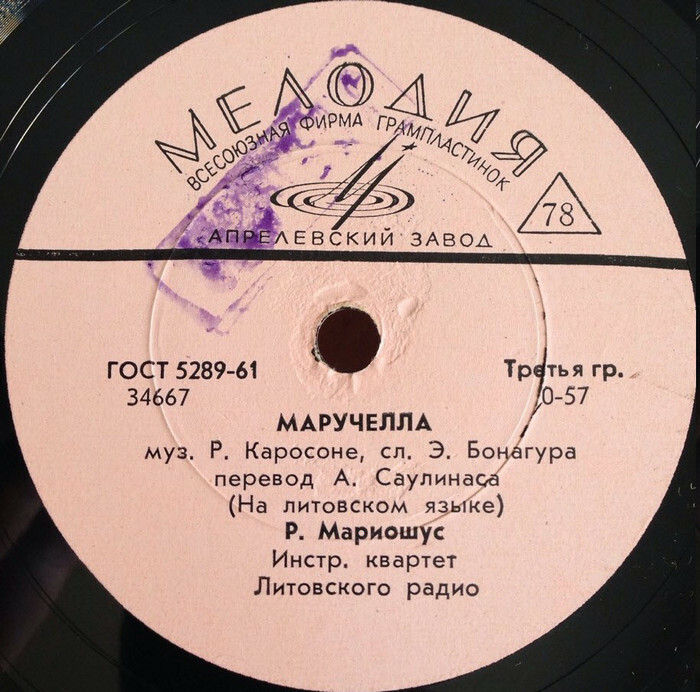 МЕЛОДИЯ
ВСЕСОЮЗНАЯ ФИРМА ГРАМПЛАСТИНОК
78
АПРЕЛЕВСКИЙ ЗАВОД
ГОСТ 5289-61
Третья гр.
34667
0-57
МАРУЧЕЛЛА
муз. Р. Каросоне, сл. Э. Бонагура
перевод А. Саулинаса
(На литовском языке)
Р. Мариошус
Инстр. квартет
Литовского радио